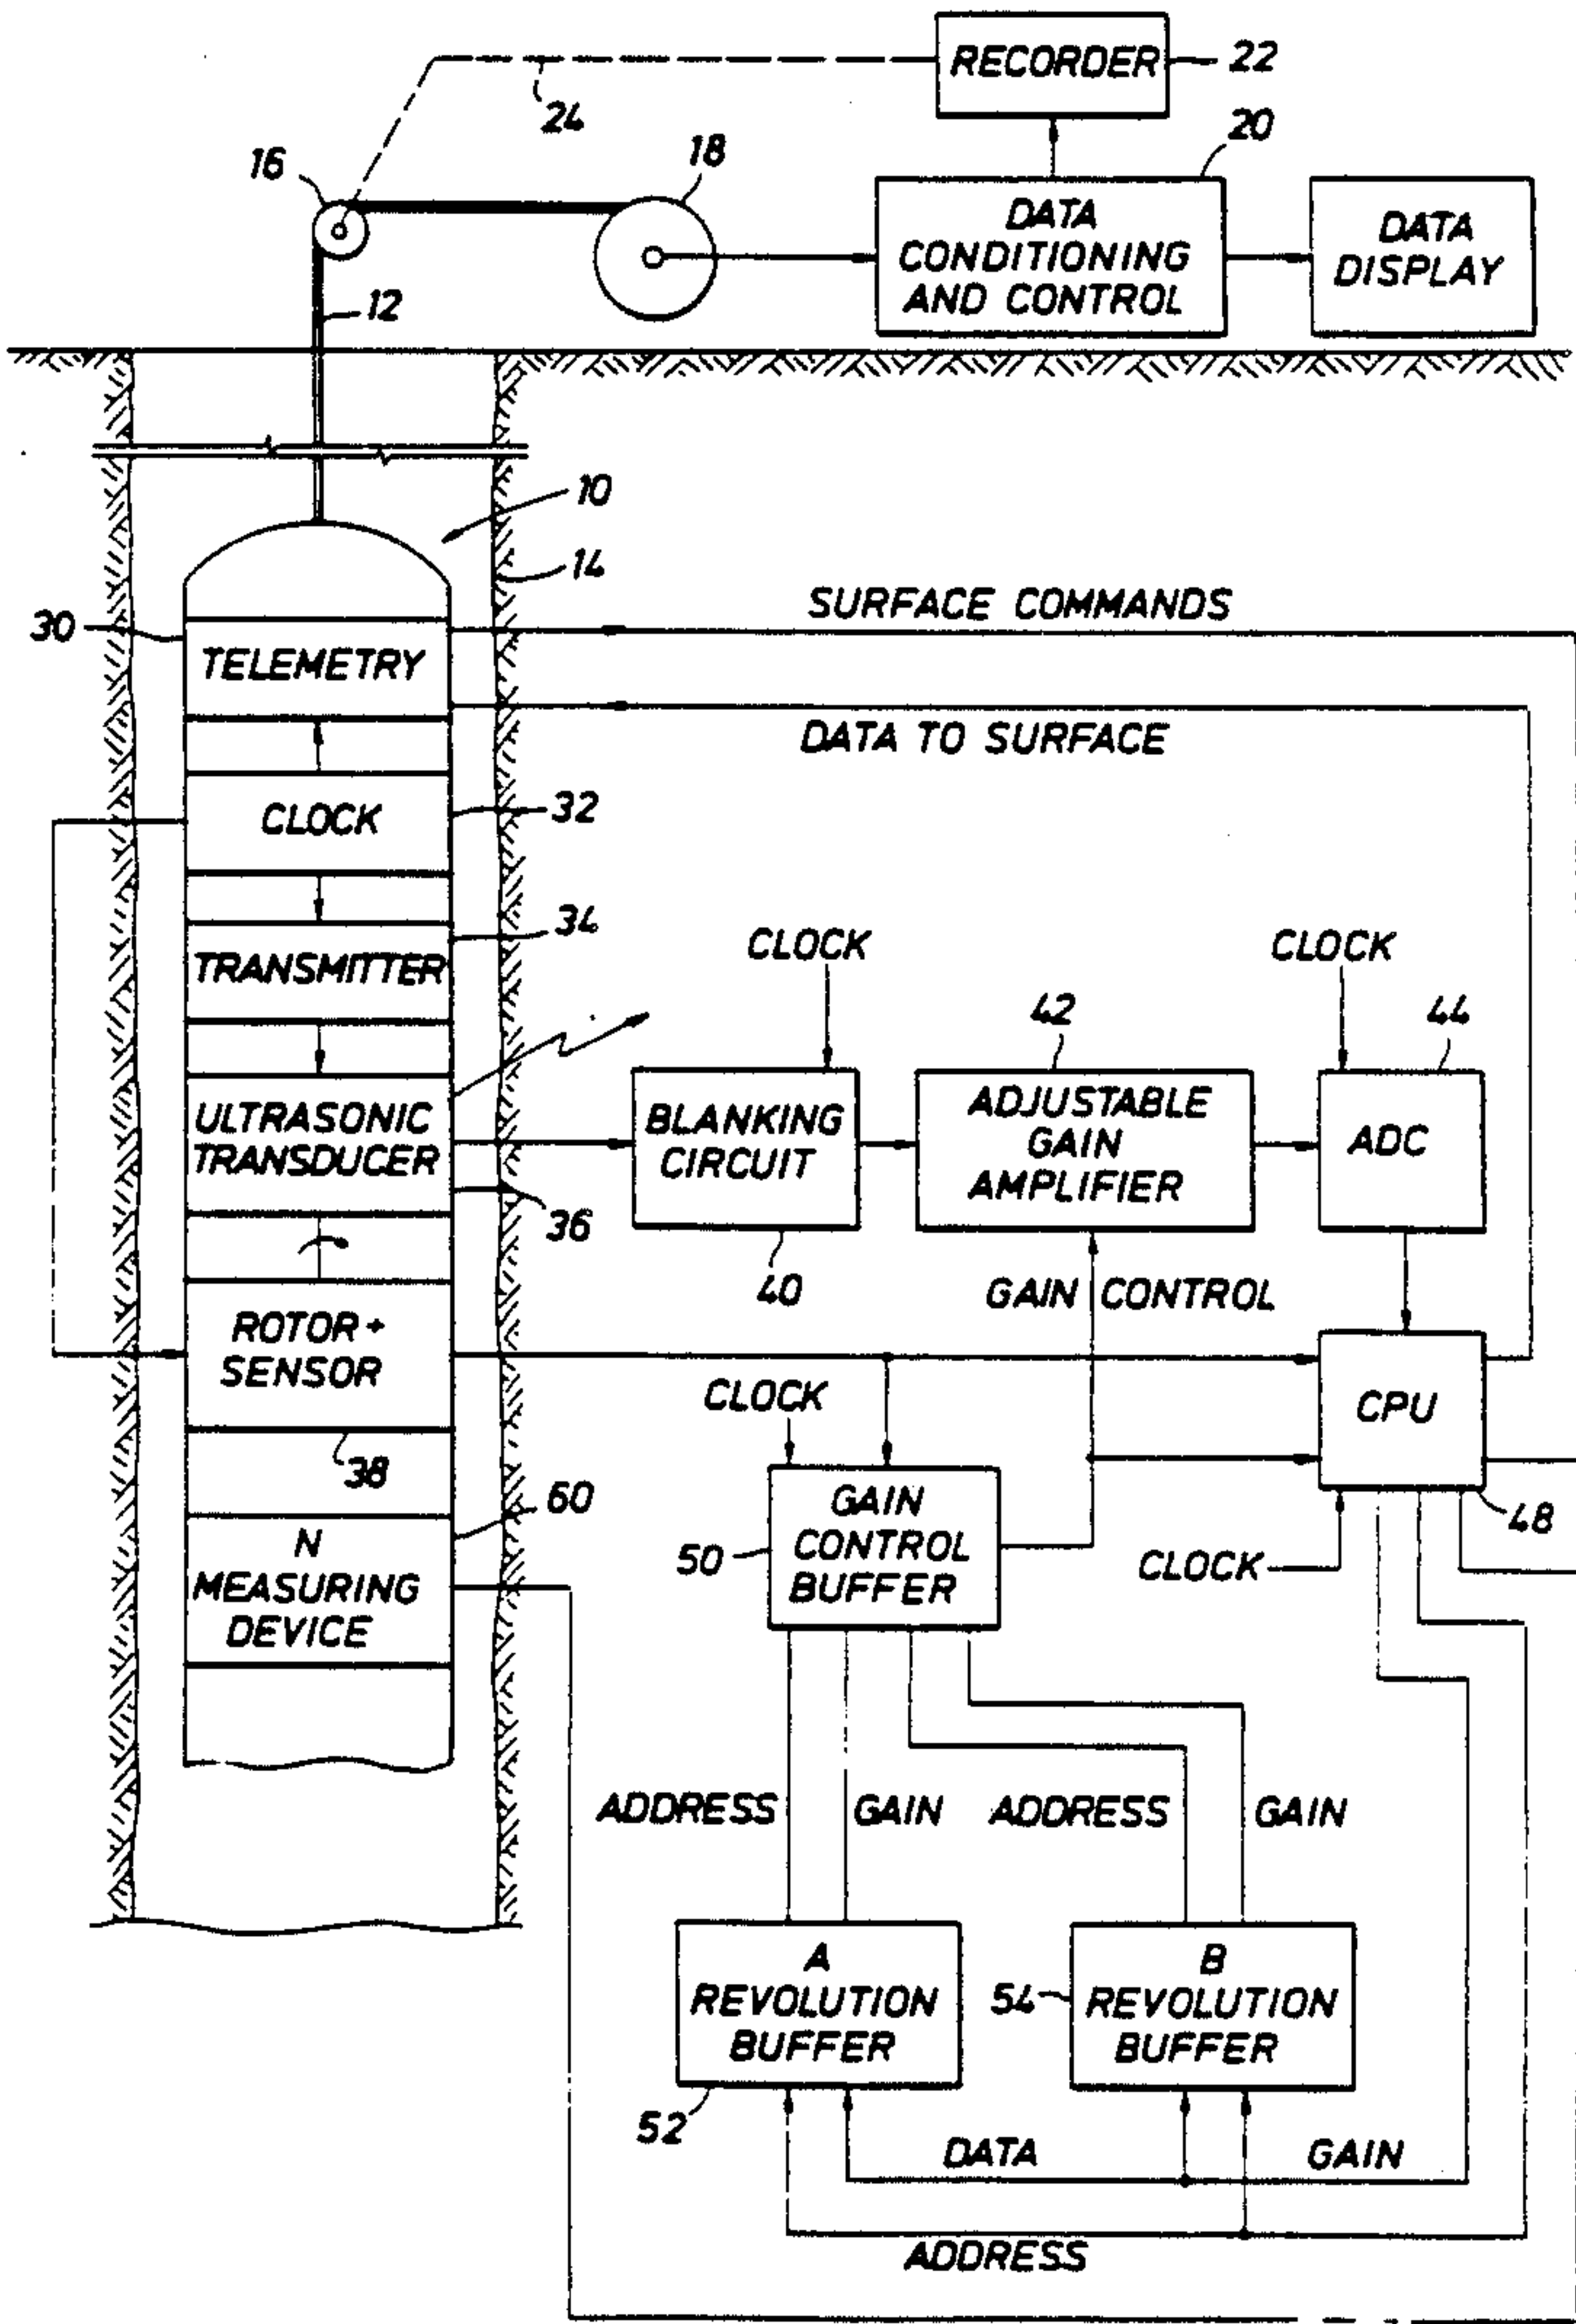 RECORDER
22
24
20
16
18
DATA
CONDITIONING
AND CONTROL
DATA
DISPLAY
12
10
14
SURFACE COMMANDS
30
TELEMETRY
DATA TO SURFACE
CLOCK
32
34
TRANSMITTER
CLOCK
CLOCK
42
44
ULTRASONIC
TRANSDUCER
BLANKING
CIRCUIT
ADJUSTABLE
GAIN
AMPLIFIER
ADC
36
40
GAIN CONTROL
ROTOR +
SENSOR
CLOCK
CPU
38
60
GAIN
CONTROL
BUFFER
50
48
CLOCK
N
MEASURING
DEVICE
ADDRESS
GAIN
ADDRESS
GAIN
A
REVOLUTION
BUFFER
54
B
REVOLUTION
BUFFER
52
DATA
GAIN
ADDRESS